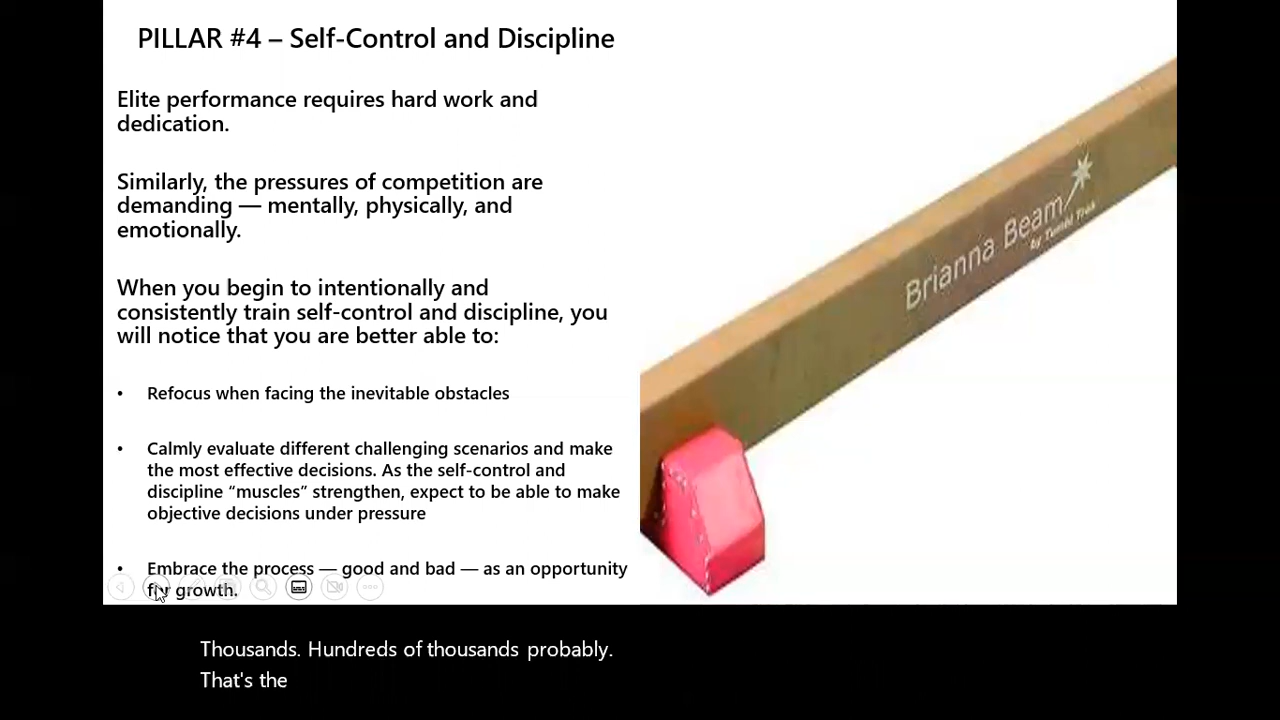 PILLAR #4 – Self-Control and Discipline
Elite performance requires hard work and
dedication.
Similarly, the pressures of competition are
demanding — mentally, physically, and
emotionally.
When you begin to intentionally and
consistently train self-control and discipline, you
will notice that you are better able to:
• Refocus when facing the inevitable obstacles
• Calmly evaluate different challenging scenarios and make
the most effective decisions. As the self-control and
discipline “muscles” strengthen, expect to be able to make
objective decisions under pressure
• Embrace the process — good and bad — as an opportunity
for growth.
Brianna Beam
by Tumbl Trak
Thousands. Hundreds of thousands probably.
That's the